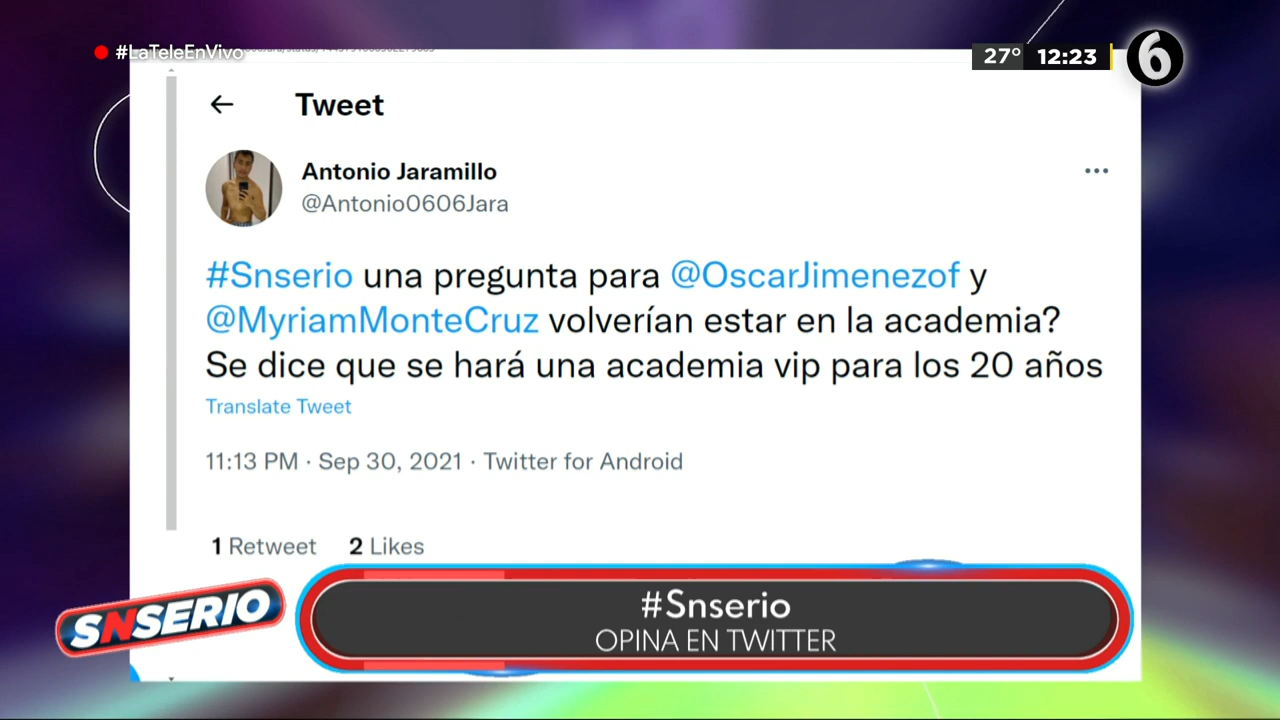 #LaTeleEnVivo
27° 12:23 6
Tweet
Antonio Jaramillo
@Antonio0606Jara
#Snserio una pregunta para @OscarJimenezof y
@MyriamMonteCruz volverían estar en la academia?
Se dice que se hará una academia vip para los 20 años
Translate Tweet
11:13 PM · Sep 30, 2021 · Twitter for Android
1 Retweet 2 Likes
SNSERIO
#Snserio
OPINA EN TWITTER